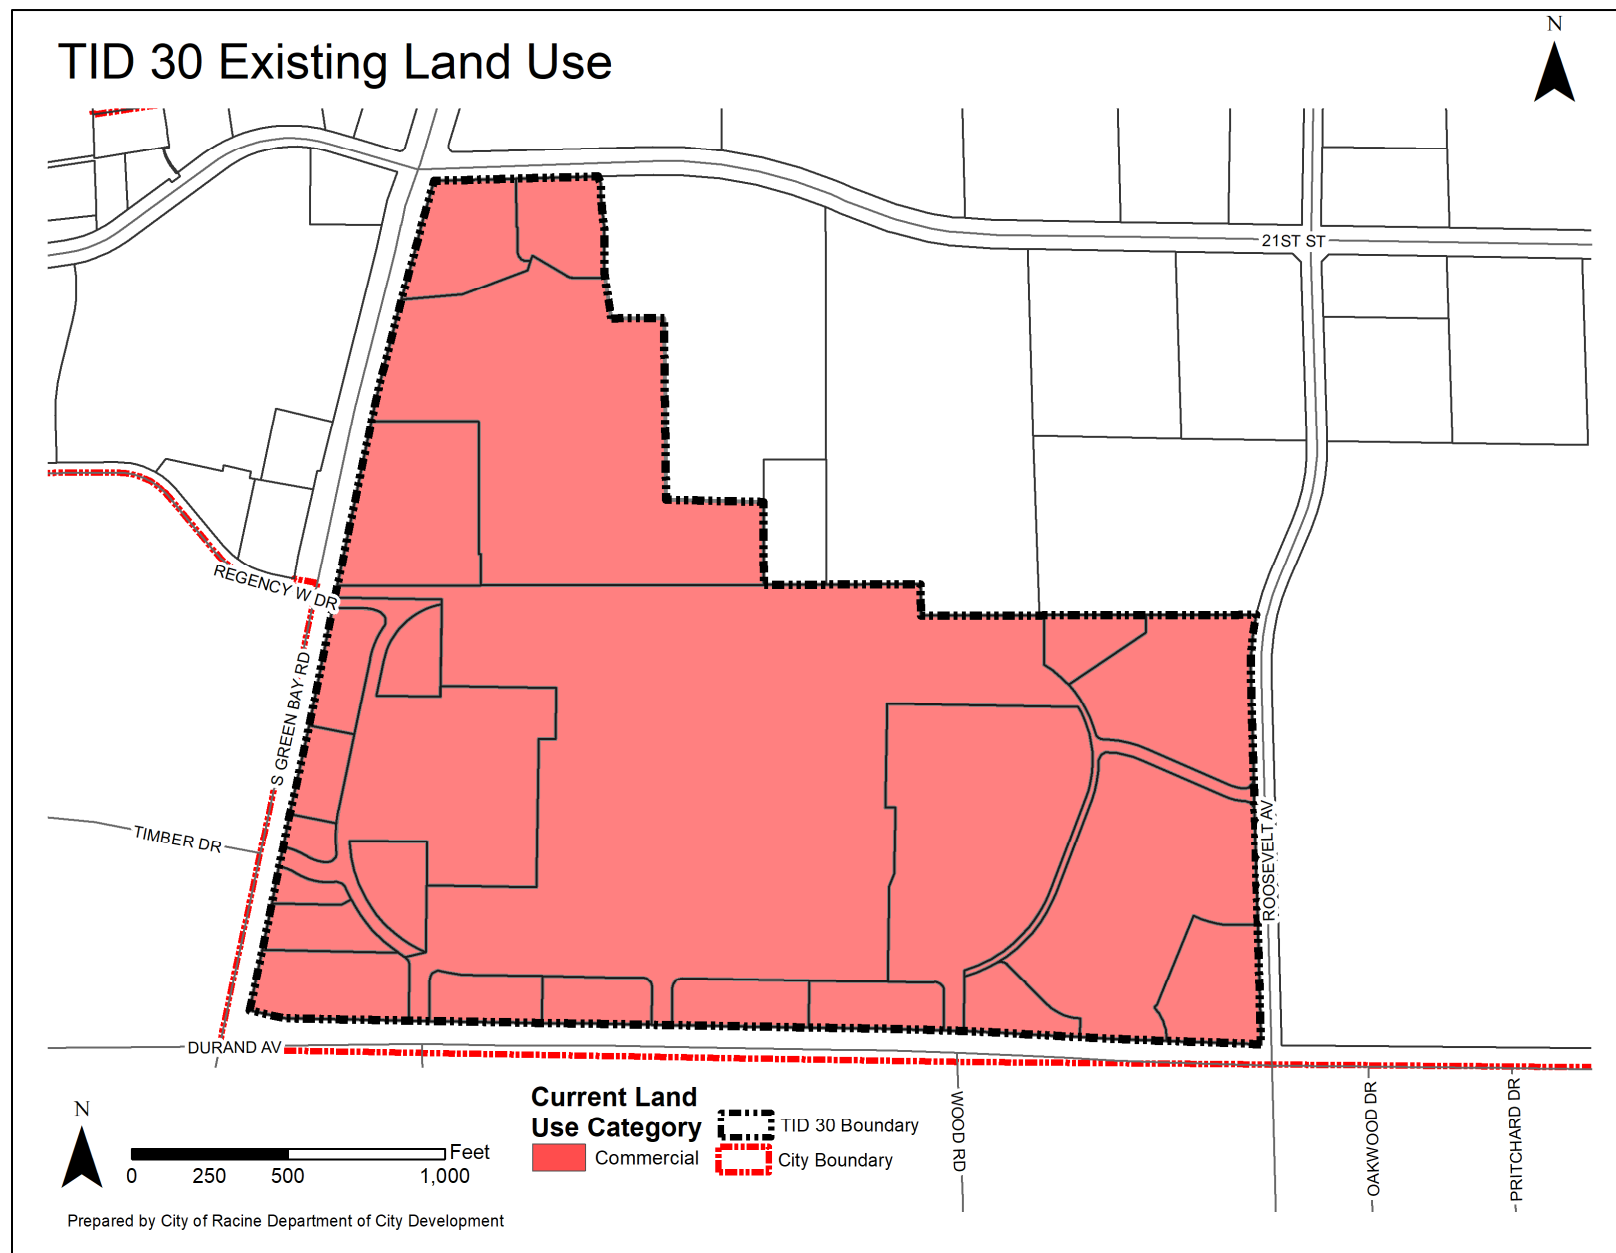 N
TID 30 Existing Land Use
21ST ST
REGENCY W DR
S GREEN BAY RD
TIMBER DR
ROOSEVELT AV
DURAND AV
WOOD RD
OAKWOOD DR
PRITCHARD DR
N
Feet
0 250 500 1,000
Current Land
Use Category
Commercial
TID 30 Boundary
City Boundary
Prepared by City of Racine Department of City Development